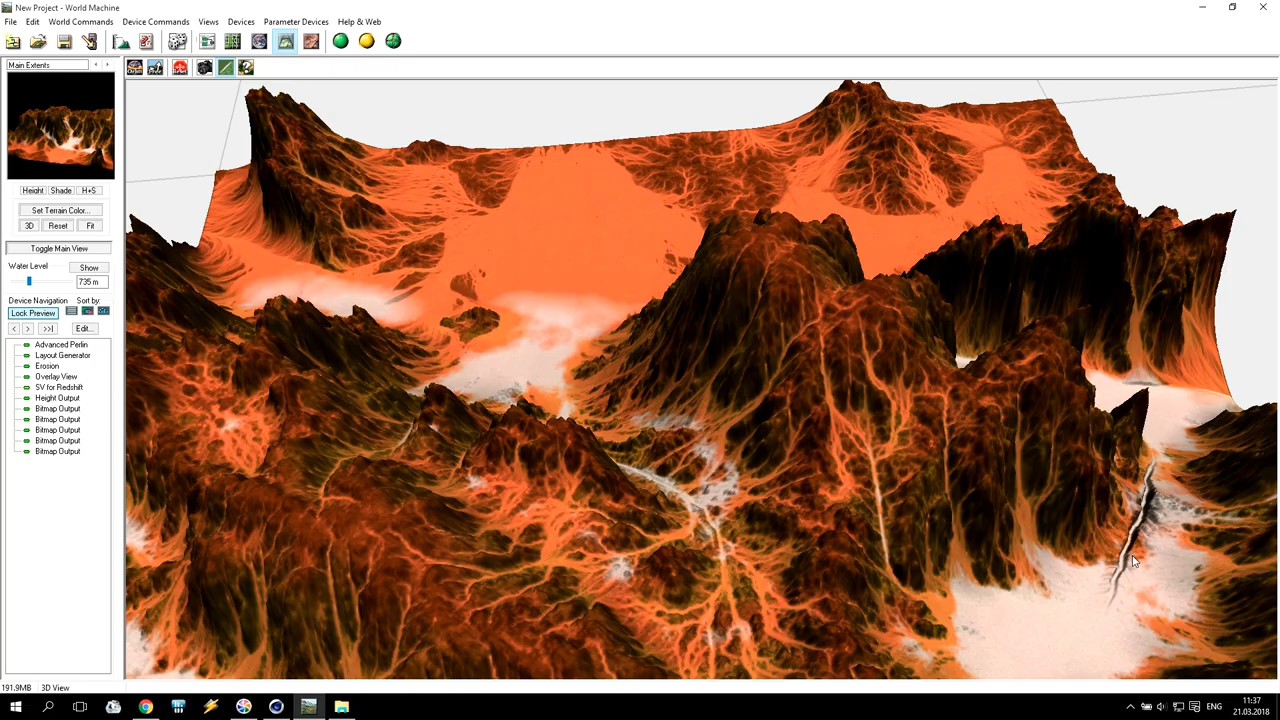 New Project - World Machine
File Edit World Commands Device Commands Views Devices Parameter Devices Help & Web
Main Extents
Height Shade H+S
Set Terrain Color...
3D Reset Fit
Toggle Main View
Water Level Show
735 m
Device Navigation Sort by:
Lock Preview
< > >>| Edit...
Advanced Perlin
Layout Generator
Erosion
Overlay View
SV for Redshift
Height Output
Bitmap Output
Bitmap Output
Bitmap Output
Bitmap Output
Bitmap Output
191.9MB 3D View
ENG
11:37
21.03.2018